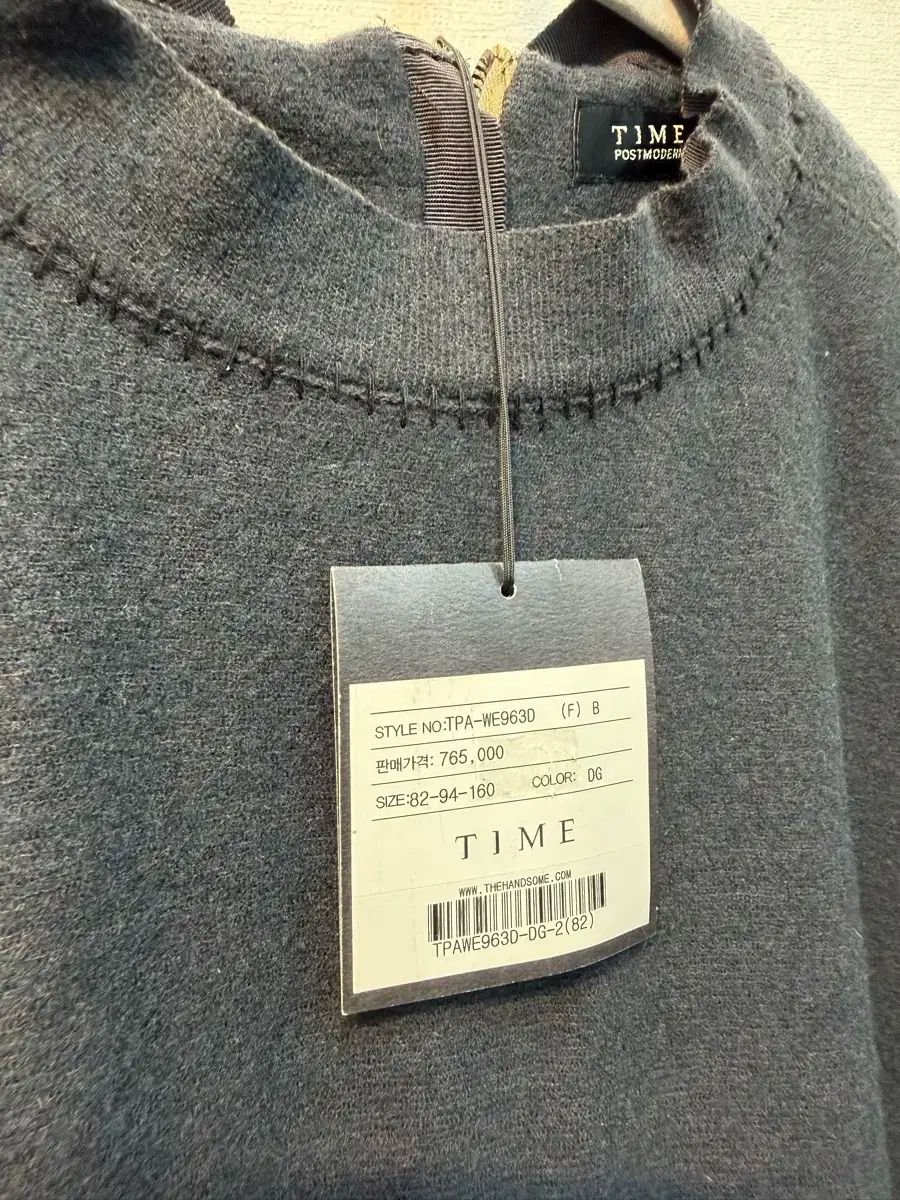 TIME
POSTMODERN
STYLE NO:TPA-WE963D (F) B
판매가격: 765,000
SIZE:82-94-160 COLOR: DG
TIME
WWW.THEHANDSOME.COM
TPAWE963D-DG-2(82)